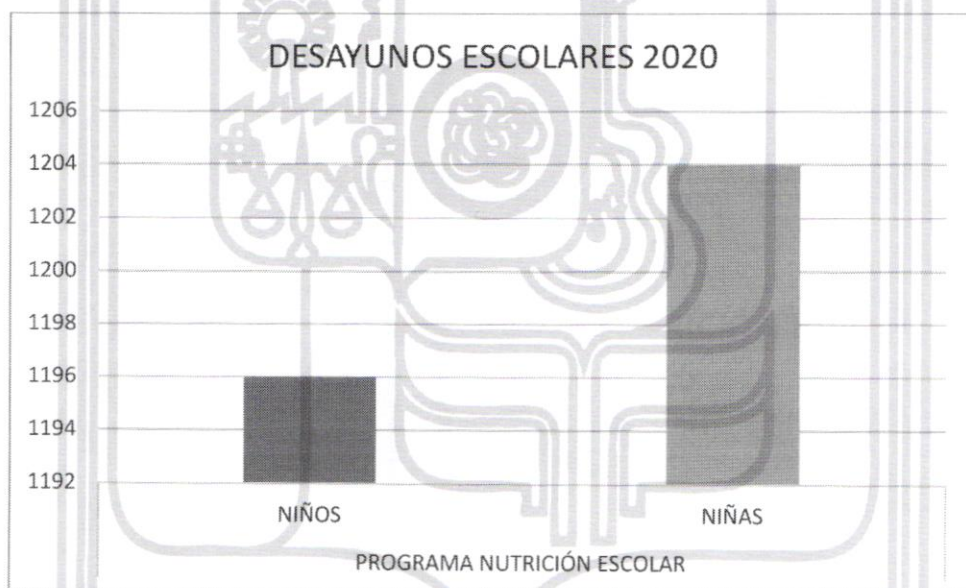 DESAYUNOS ESCOLARES 2020
1206
1204
1202
1200
1198
1196
1194
1192
NIÑOS NIÑAS
PROGRAMA NUTRICIÓN ESCOLAR